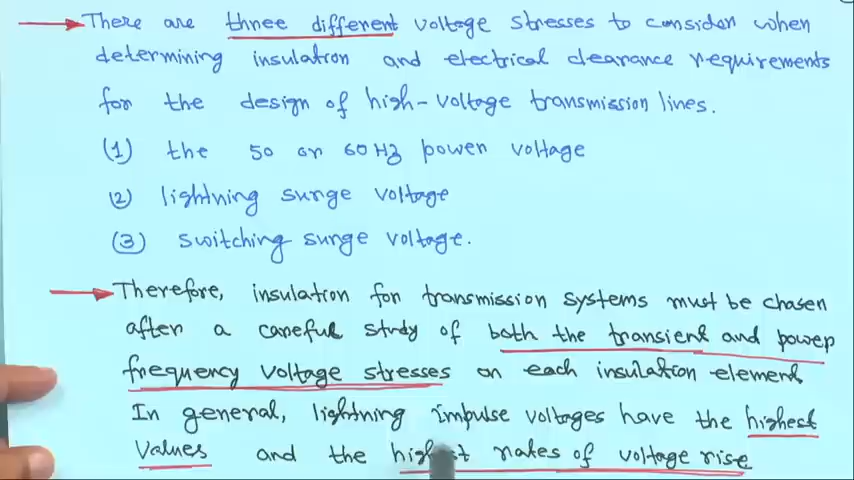 There are three different voltage stresses to consider when
determining insulation and electrical clearance requirements
for the design of high-voltage transmission lines.
(1) the 50 or 60 Hz power voltage
(2) lightning surge voltage
(3) switching surge voltage.
Therefore, insulation for transmission systems must be chosen
after a careful study of both the transient and power
frequency voltage stresses on each insulation element
In general, lightning impulse voltages have the highest
values and the highest rates of voltage rise